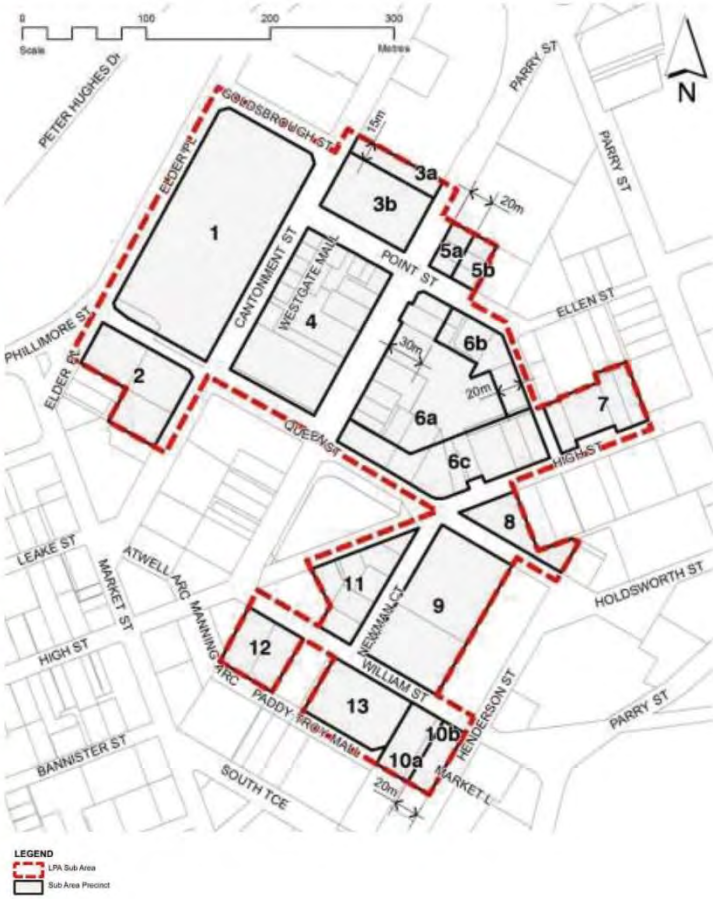 0 100 200 300
Scale Metres
N
PETER HUGHES DR
PARRY ST
GOLDSBROUGH ST
15m
PARRY ST
3a
ELDER PL
3b
20m
1
5a
5b
CANTONMENT ST
WESTGATE MALL
POINT ST
ELLEN ST
PHILLIMORE ST
4
6b
30m
ELDER PL
2
20m
7
6a
QUEEN ST
6c
HIGH ST
8
LEAKE ST
ATWELL ARC
MARKET ST
11
9
NEWMAN CT
HOLDSWORTH ST
MANNING ARC
HIGH ST
12
WILLIAM ST
HENDERSON ST
13
PADDY TROY MALL
10b
PARRY ST
BANNISTER ST
10a
MARKET L
SOUTH TCE
20m
LEGEND
LPA Sub Area
Sub Area Precinct